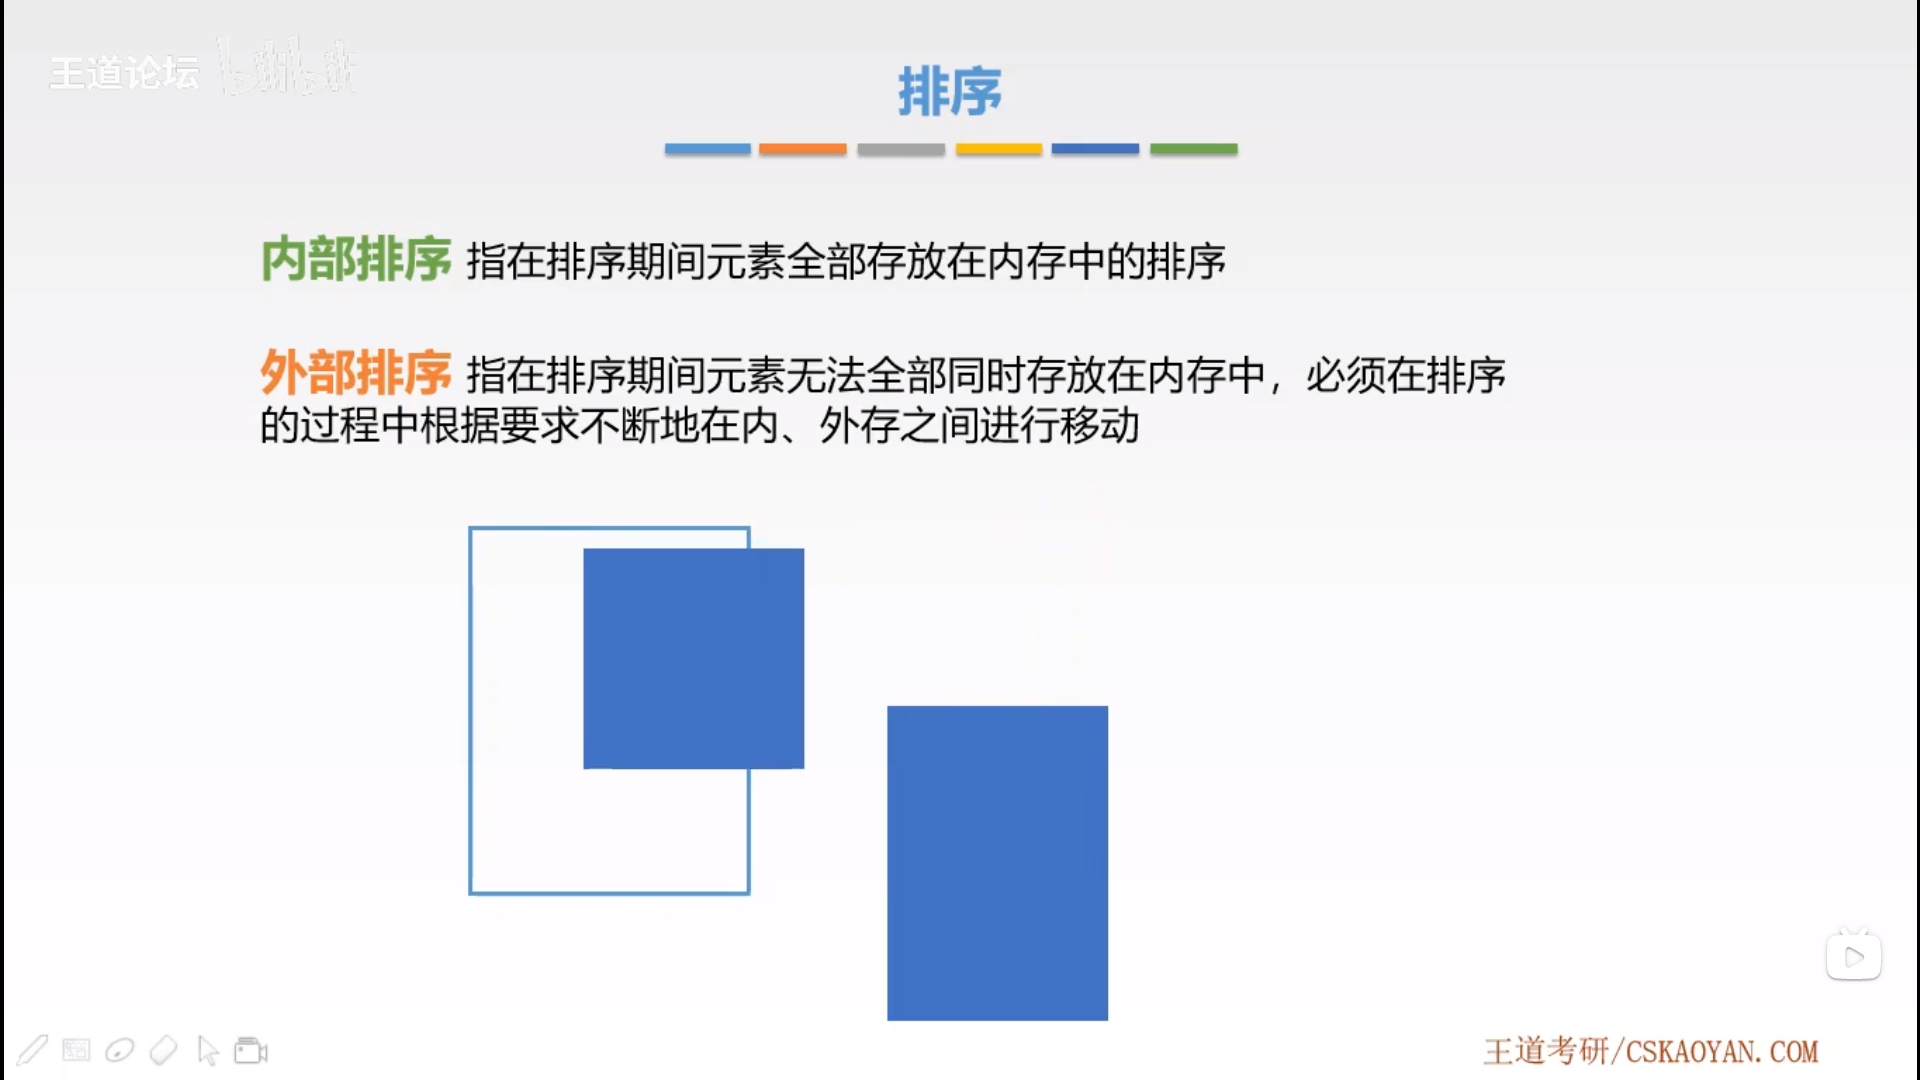 王道论坛 bilibili
排序
内部排序 指在排序期间元素全部存放在内存中的排序
外部排序 指在排序期间元素无法全部同时存放在内存中，必须在排序
的过程中根据要求不断地在内、外存之间进行移动
王道考研/CSKAOYAN.COM